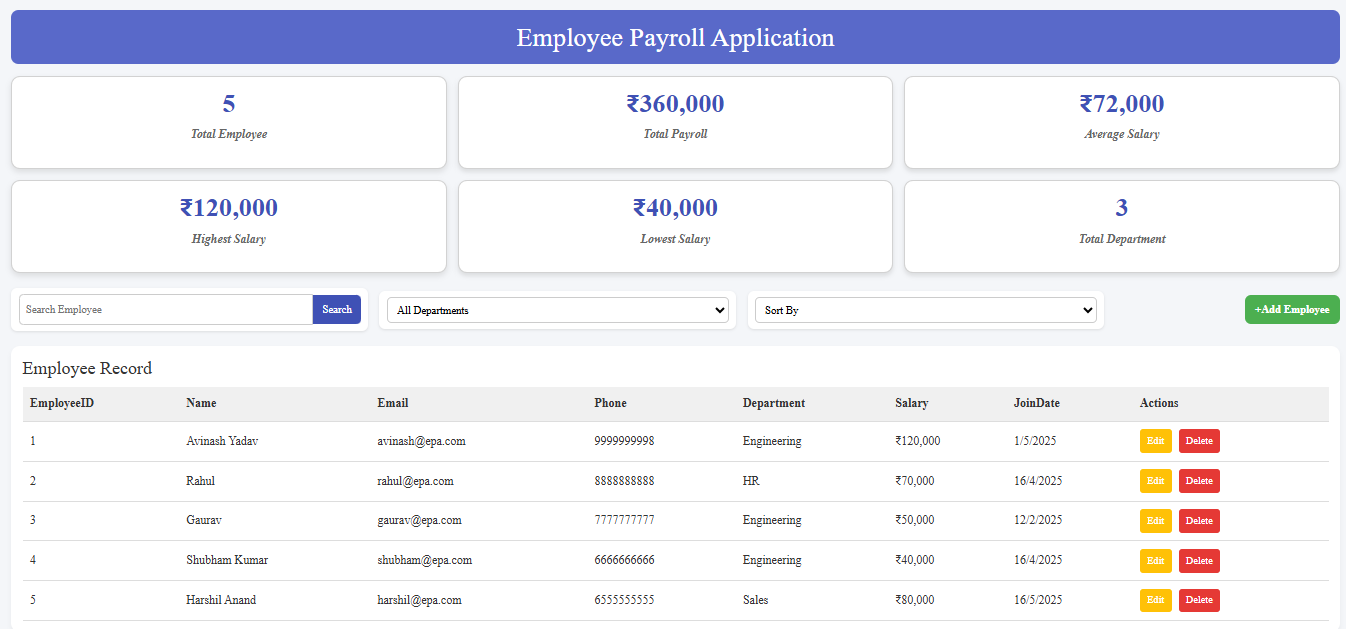 Employee Payroll Application
5
Total Employee
₹360,000
Total Payroll
₹72,000
Average Salary
₹120,000
Highest Salary
₹40,000
Lowest Salary
3
Total Department
Search Employee Search All Departments Sort By +Add Employee
Employee Record
EmployeeID Name Email Phone Department Salary JoinDate Actions
1 Avinash Yadav avinash@epa.com 9999999998 Engineering ₹120,000 1/5/2025 Edit Delete
2 Rahul rahul@epa.com 8888888888 HR ₹70,000 16/4/2025 Edit Delete
3 Gaurav gaurav@epa.com 7777777777 Engineering ₹50,000 12/2/2025 Edit Delete
4 Shubham Kumar shubham@epa.com 6666666666 Engineering ₹40,000 16/4/2025 Edit Delete
5 Harshil Anand harshil@epa.com 6555555555 Sales ₹80,000 16/5/2025 Edit Delete